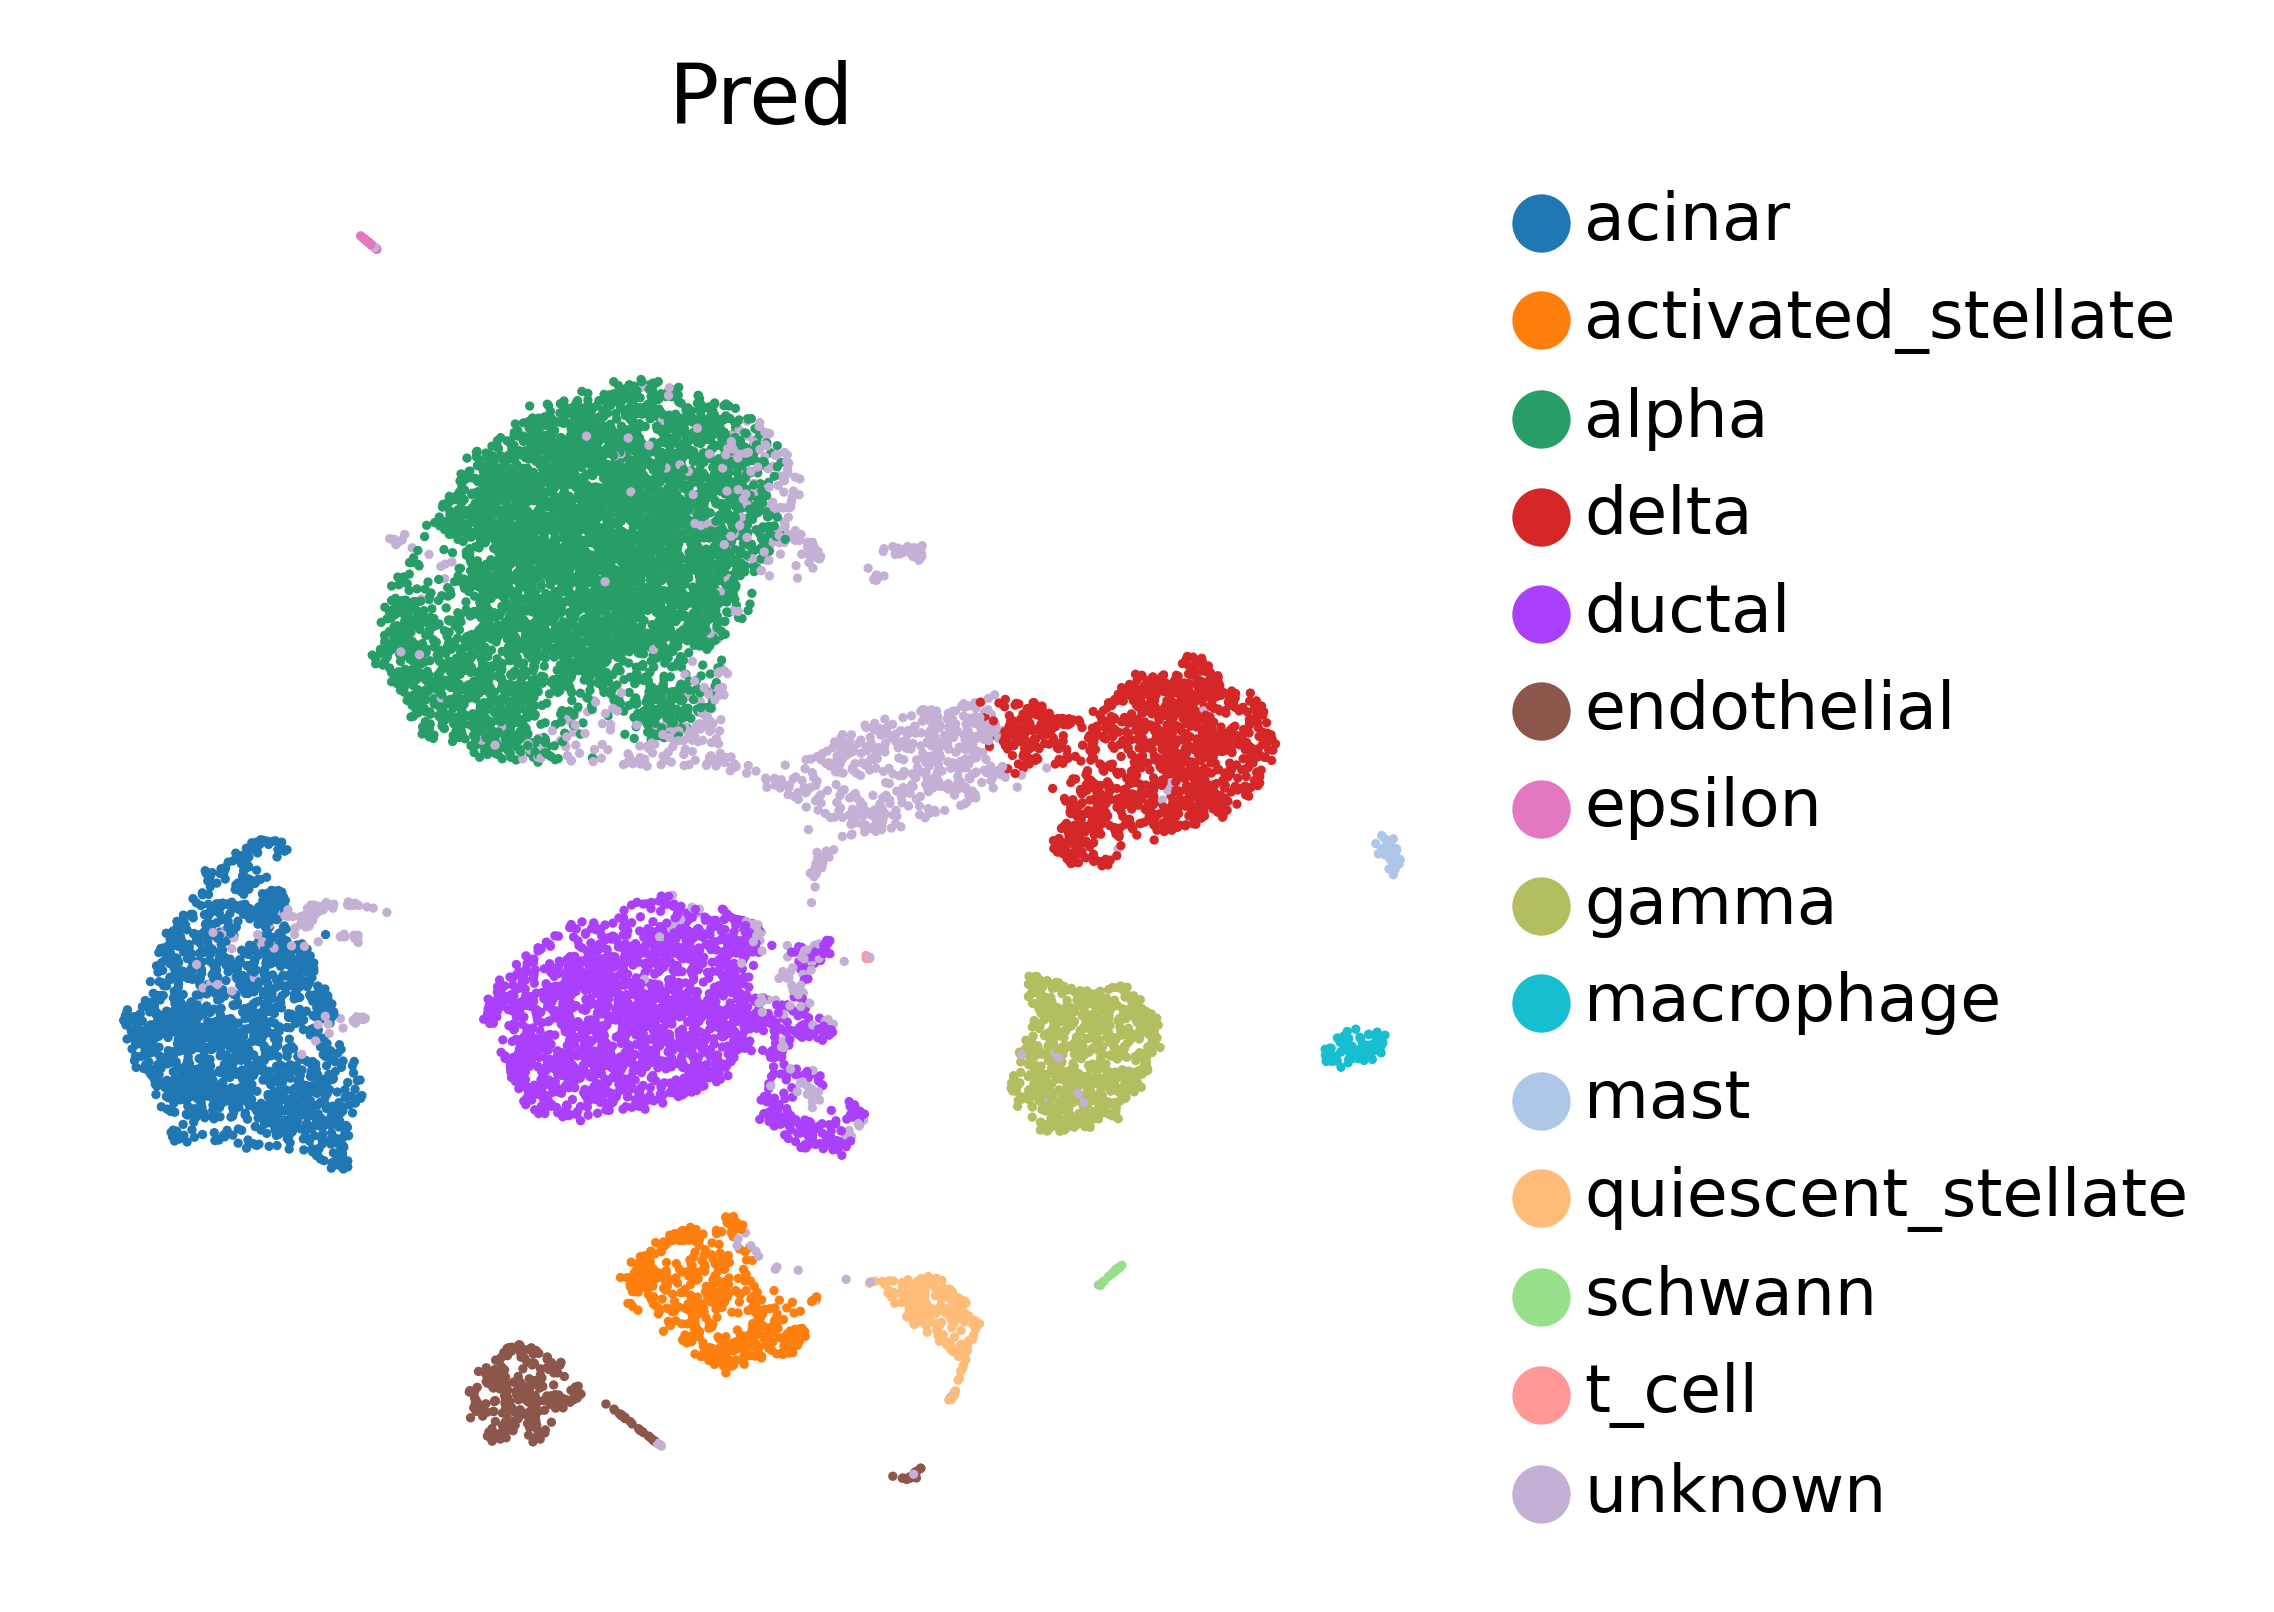 Pred
acinar
activated_stellate
alpha
delta
ductal
endothelial
epsilon
gamma
macrophage
mast
quiescent_stellate
schwann
t_cell
unknown